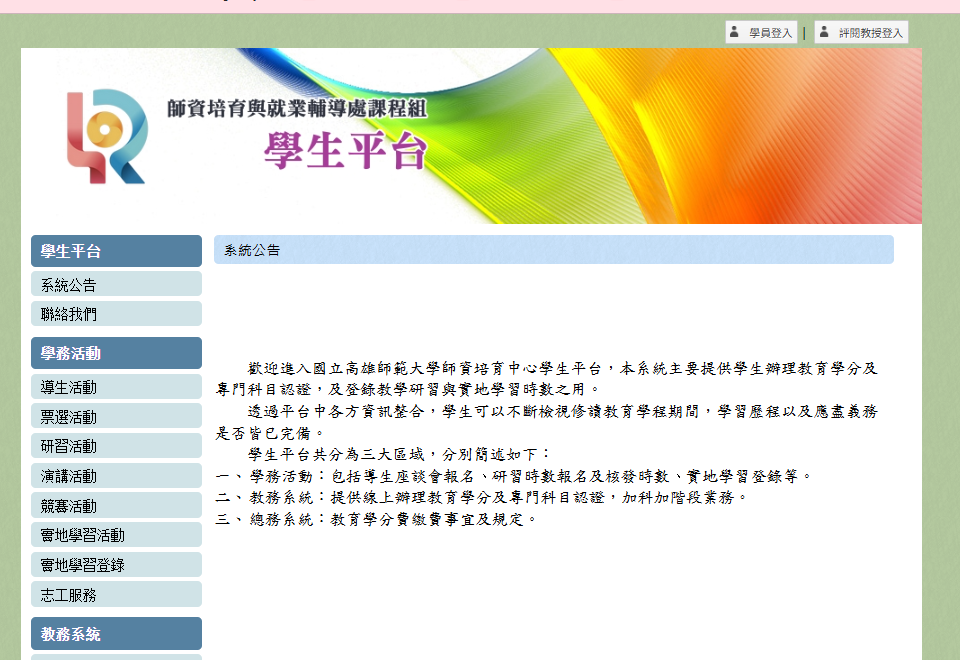 學員登入 | 評閱教授登入
師資培育與就業輔導處課程組
學生平台
學生平台
系統公告
聯絡我們
學務活動
導生活動
票選活動
研習活動
演講活動
競賽活動
實地學習活動
實地學習登錄
志工服務
教務系統
系統公告
歡迎進入國立高雄師範大學師資培育中心學生平台，本系統主要提供學生辦理教育學分及
專門科目認證，及登錄教學研習與實地學習時數之用。
透過平台中各方資訊整合，學生可以不斷檢視修讀教育學程期間，學習歷程以及應盡義務
是否皆已完備。
學生平台共分為三大區域，分別簡述如下：
一、學務活動：包括導生座談會報名、研習時數報名及核發時數、實地學習登錄等。
二、教務系統：提供線上辦理教育學分及專門科目認證，加科加階段業務。
三、總務系統：教育學分費繳費事宜及規定。